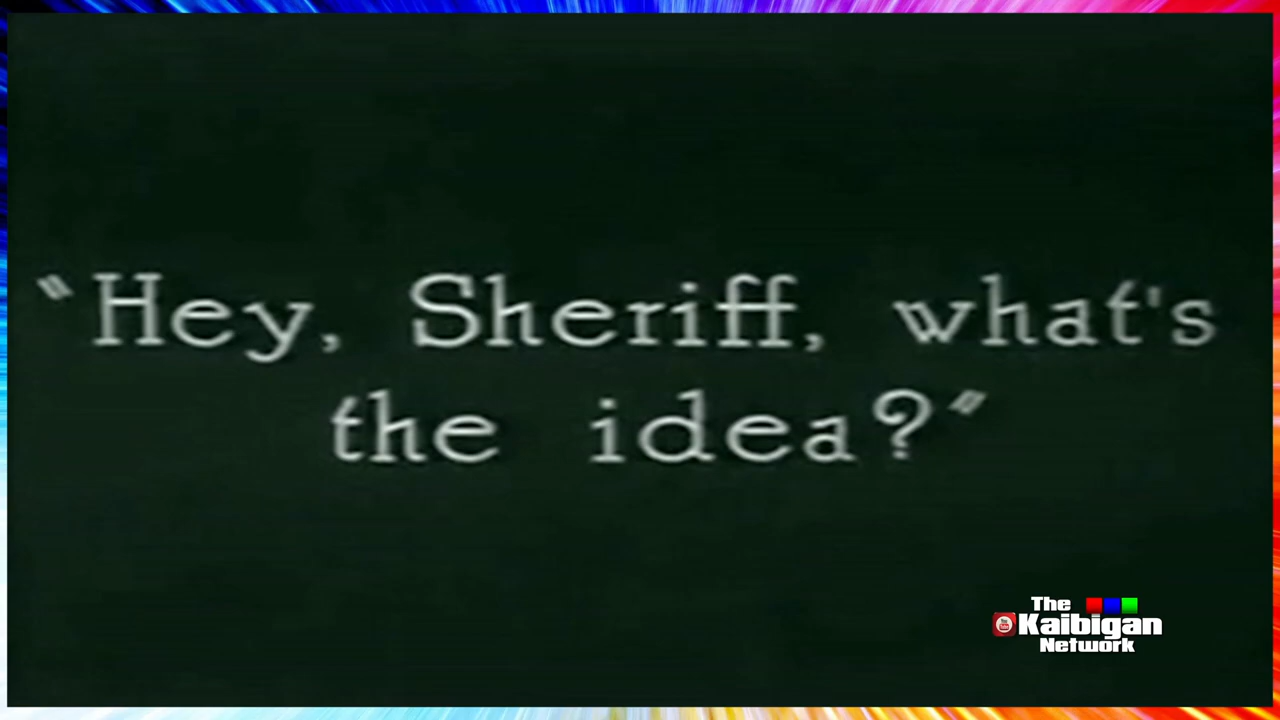 "Hey, Sheriff, what's
the idea?"
The
Kaibigan
Network